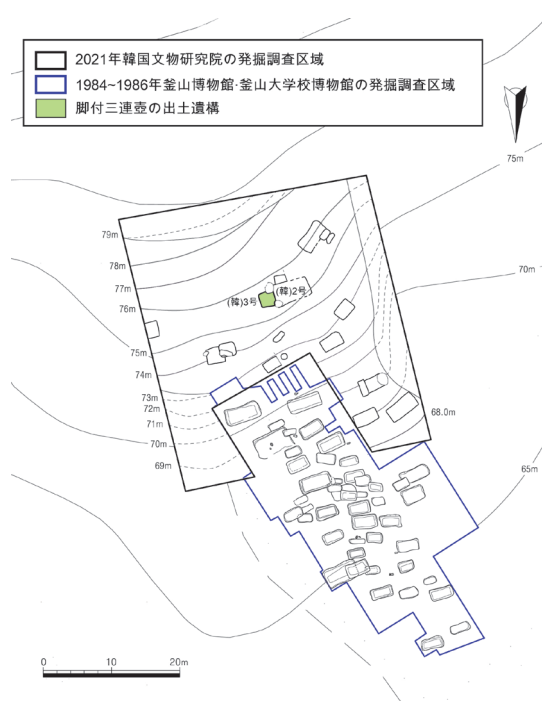 2021年韓国文物研究院の発掘調査区域
1984~1986年釜山博物館·釜山大学校博物館の発掘調査区域
脚付三連壺の出土遺構
75m
79m
78m
77m
76m
(韓)3号
(韓)2号
70m
75m
74m
73m
72m
71m
70m
69m
68.0m
65m
0 10 20m